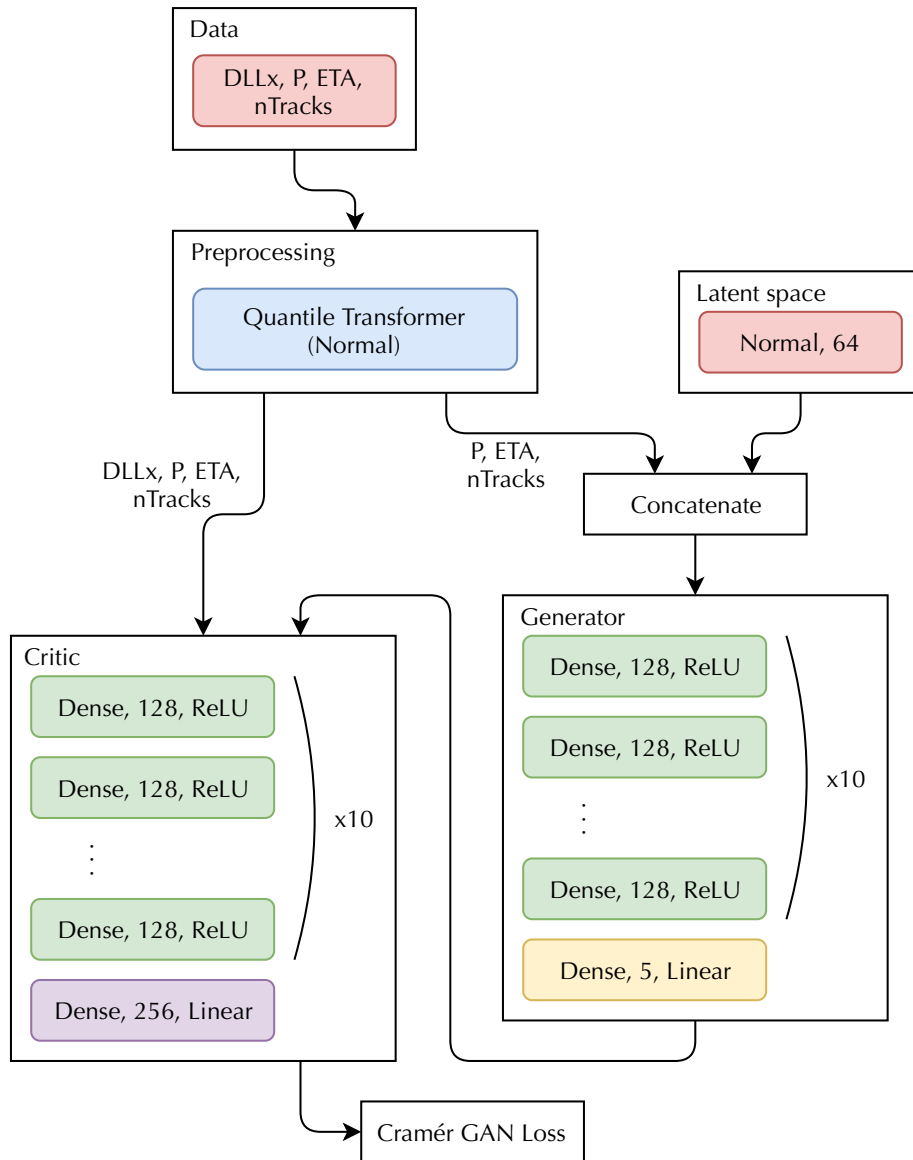 Data
DLLx, P, ETA,
nTracks
Preprocessing
Quantile Transformer
(Normal)
Latent space
Normal, 64
DLLx, P, ETA,
nTracks
P, ETA,
nTracks
Concatenate
Generator
Dense, 128, ReLU
Dense, 128, ReLU
⋮
Dense, 128, ReLU
x10
Dense, 5, Linear
Critic
Dense, 128, ReLU
Dense, 128, ReLU
⋮
Dense, 128, ReLU
x10
Dense, 256, Linear
Cramér GAN Loss